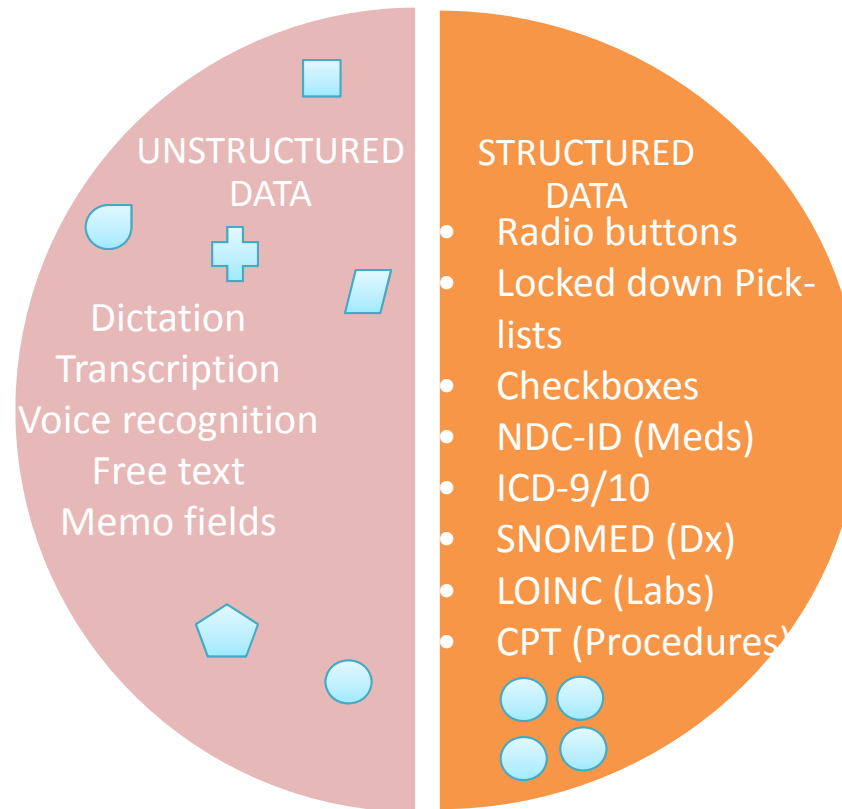 UNSTRUCTURED
DATA
Dictation
Transcription
Voice recognition
Free text
Memo fields
STRUCTURED
DATA
• Radio buttons
• Locked down Pick-
lists
• Checkboxes
• NDC-ID (Meds)
• ICD-9/10
• SNOMED (Dx)
• LOINC (Labs)
• CPT (Procedures)